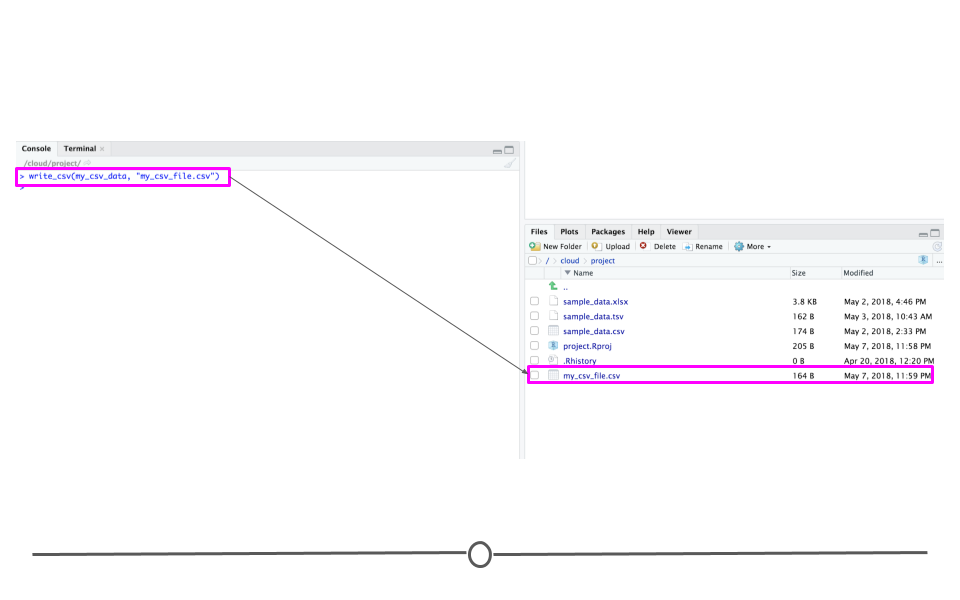 Console Terminal
/cloud/project/
> write_csv(my_csv_data, "my_csv_file.csv")
>
Files Plots Packages Help Viewer
New Folder Upload Delete Rename More
/ cloud project ...
Name Size Modified
..
sample_data.xlsx 3.8 KB May 2, 2018, 4:46 PM
sample_data.tsv 162 B May 3, 2018, 10:43 AM
sample_data.csv 174 B May 2, 2018, 2:33 PM
project.Rproj 205 B May 7, 2018, 11:58 PM
.Rhistory 0 B Apr 20, 2018, 12:20 PM
my_csv_file.csv 164 B May 7, 2018, 11:59 PM